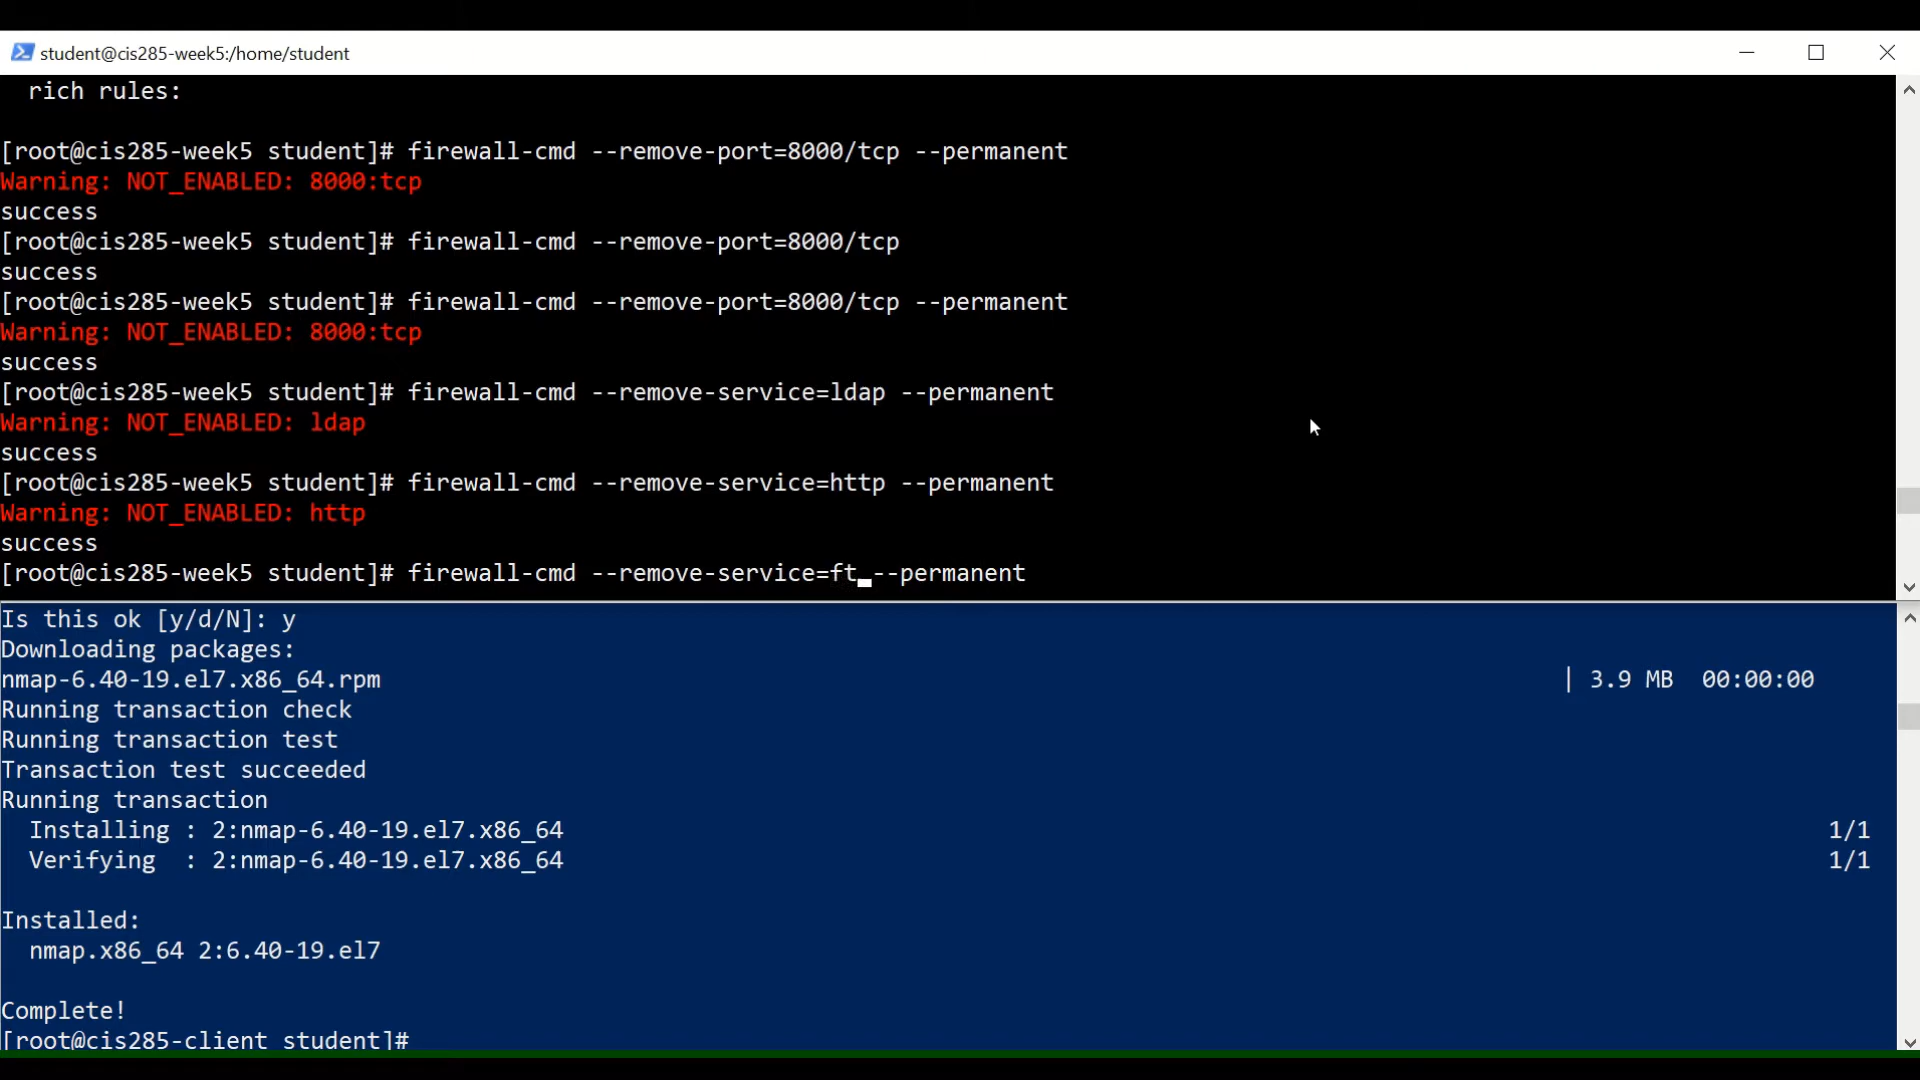 student@cis285-week5:/home/student
rich rules:
[root@cis285-week5 student]# firewall-cmd --remove-port=8000/tcp --permanent
Warning: NOT_ENABLED: 8000:tcp
success
[root@cis285-week5 student]# firewall-cmd --remove-port=8000/tcp
success
[root@cis285-week5 student]# firewall-cmd --remove-port=8000/tcp --permanent
Warning: NOT_ENABLED: 8000:tcp
success
[root@cis285-week5 student]# firewall-cmd --remove-service=ldap --permanent
Warning: NOT_ENABLED: ldap
success
[root@cis285-week5 student]# firewall-cmd --remove-service=http --permanent
Warning: NOT_ENABLED: http
success
[root@cis285-week5 student]# firewall-cmd --remove-service=ft --permanent
Is this ok [y/d/N]: y
Downloading packages:
nmap-6.40-19.el7.x86_64.rpm | 3.9 MB 00:00:00
Running transaction check
Running transaction test
Transaction test succeeded
Running transaction
Installing : 2:nmap-6.40-19.el7.x86_64 1/1
Verifying : 2:nmap-6.40-19.el7.x86_64 1/1
Installed:
nmap.x86_64 2:6.40-19.el7
Complete!
[root@cis285-client student]#